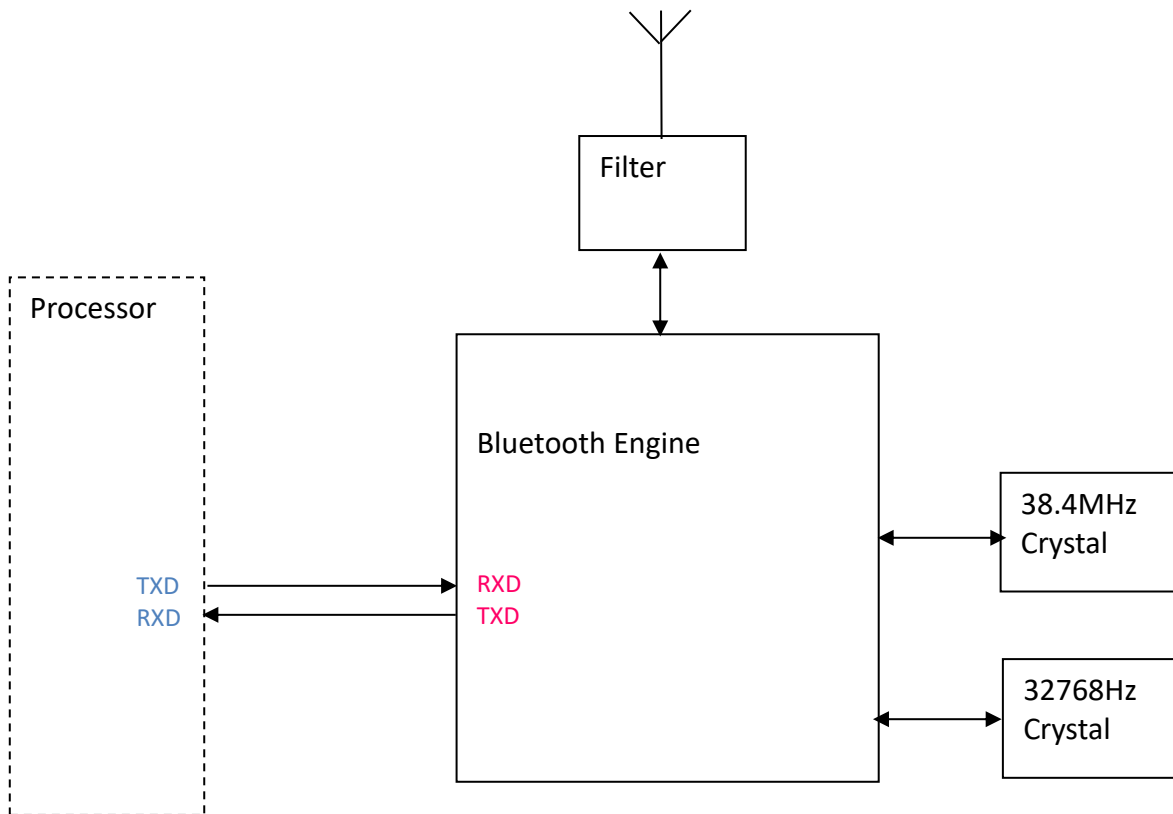 Filter
Processor
Bluetooth Engine
38.4MHz
Crystal
TXD
RXD
RXD
TXD
32768Hz
Crystal